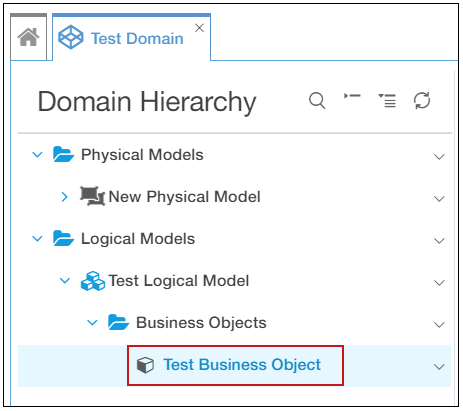 Test Domain
Domain Hierarchy
Physical Models
New Physical Model
Logical Models
Test Logical Model
Business Objects
Test Business Object